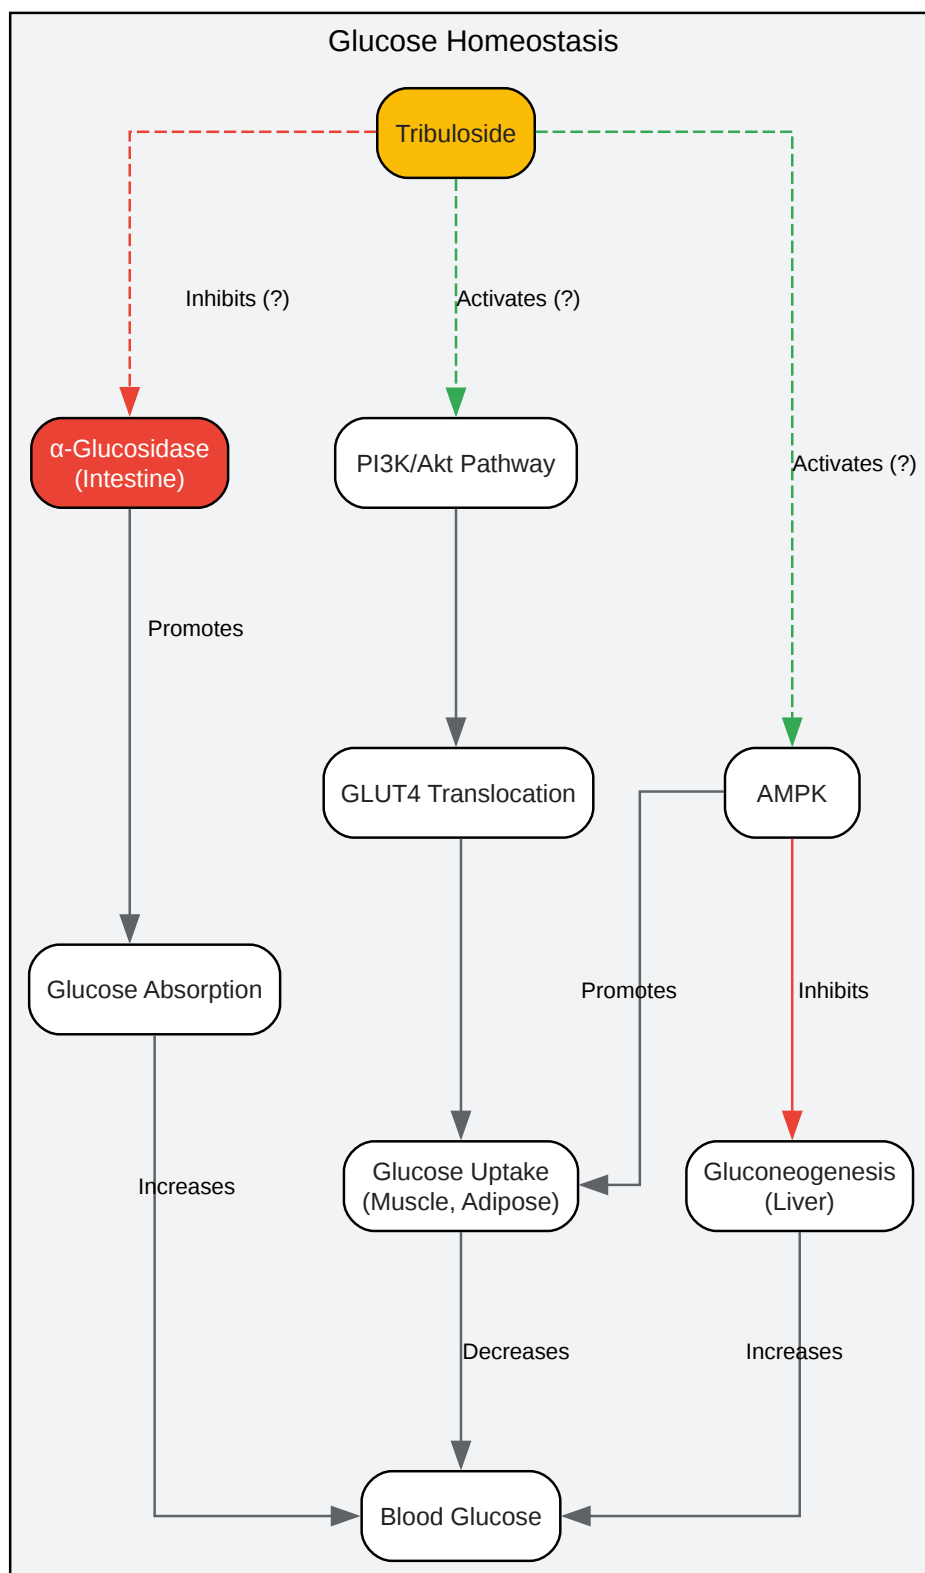 Glucose Homeostasis
Tribuloside
Inhibits (?)
Activates (?)
α-Glucosidase
(Intestine)
PI3K/Akt Pathway
Activates (?)
Promotes
GLUT4 Translocation
AMPK
Glucose Absorption
Promotes
Inhibits
Increases
Glucose Uptake
(Muscle, Adipose)
Gluconeogenesis
(Liver)
Decreases
Increases
Blood Glucose